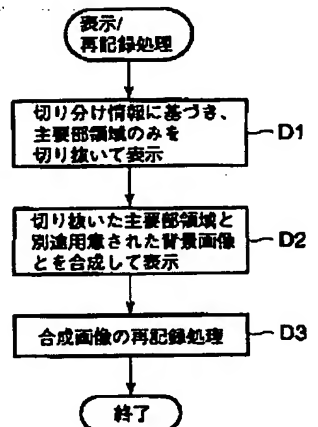 表示/
再記録処理
切り分け情報に基づき、
主要部領域のみを
切り抜いて表示
D1
切り抜いた主要部領域と
別途用意された背景画像
とを合成して表示
D2
合成画像の再記録処理
D3
終了